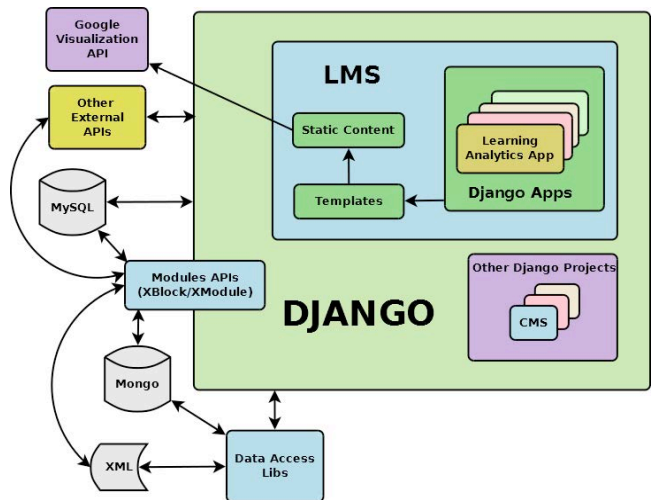 Google
Visualization
API
Other
External
APIs
MySQL
Modules APIs
(XBlock/XModule)
Mongo
XML
Data Access
Libs
LMS
Static Content
Templates
Learning
Analytics App
Django Apps
Other Django Projects
CMS
DJANGO